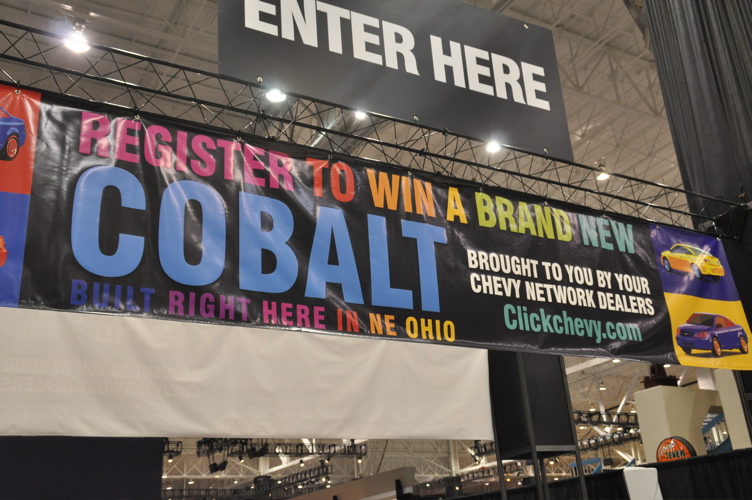 ENTER HERE
REGISTER TO WIN A BRAND NEW
COBALT
BUILT RIGHT HERE IN NE OHIO
BROUGHT TO YOU BY YOUR
CHEVY NETWORK DEALERS
Clickchevy.com